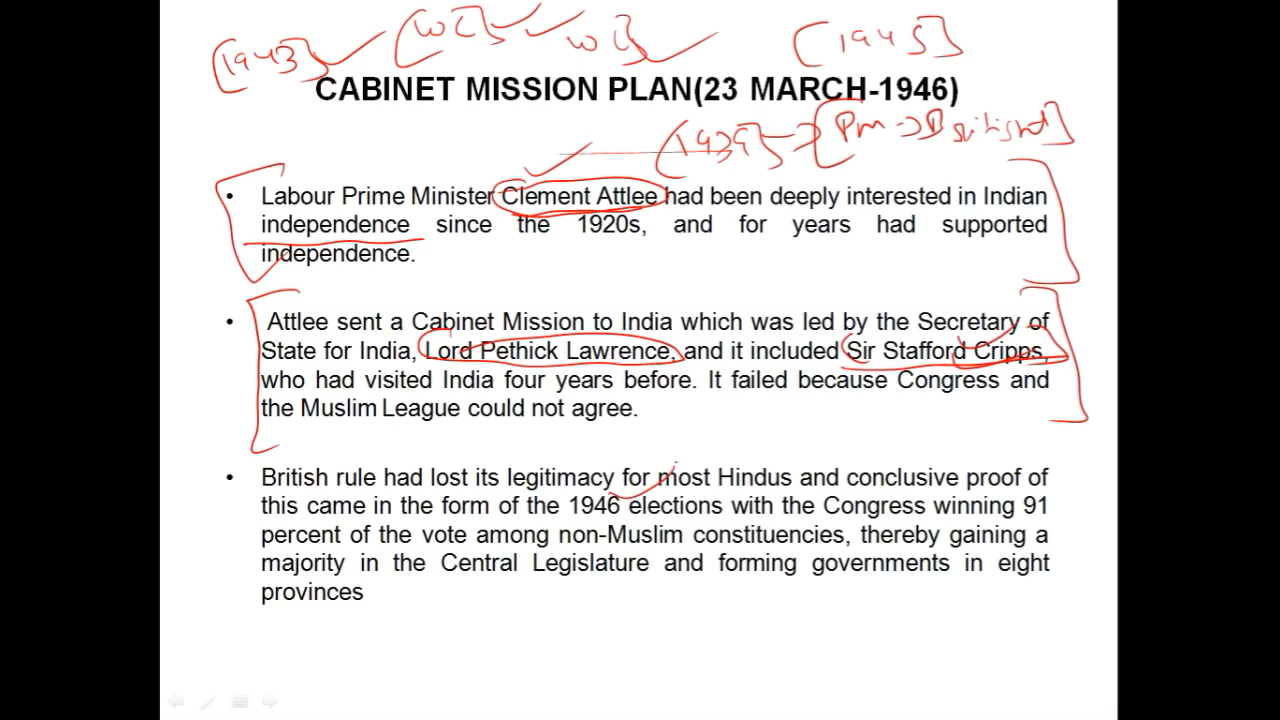 [1943] [WC] WC] [1945]
CABINET MISSION PLAN(23 MARCH-1946)
[1939] → [Pm → British]
• Labour Prime Minister Clement Attlee had been deeply interested in Indian
independence since the 1920s, and for years had supported
independence.
• Attlee sent a Cabinet Mission to India which was led by the Secretary of
State for India, Lord Pethick Lawrence, and it included Sir Stafford Cripps,
who had visited India four years before. It failed because Congress and
the Muslim League could not agree.
• British rule had lost its legitimacy for most Hindus and conclusive proof of
this came in the form of the 1946 elections with the Congress winning 91
percent of the vote among non-Muslim constituencies, thereby gaining a
majority in the Central Legislature and forming governments in eight
provinces